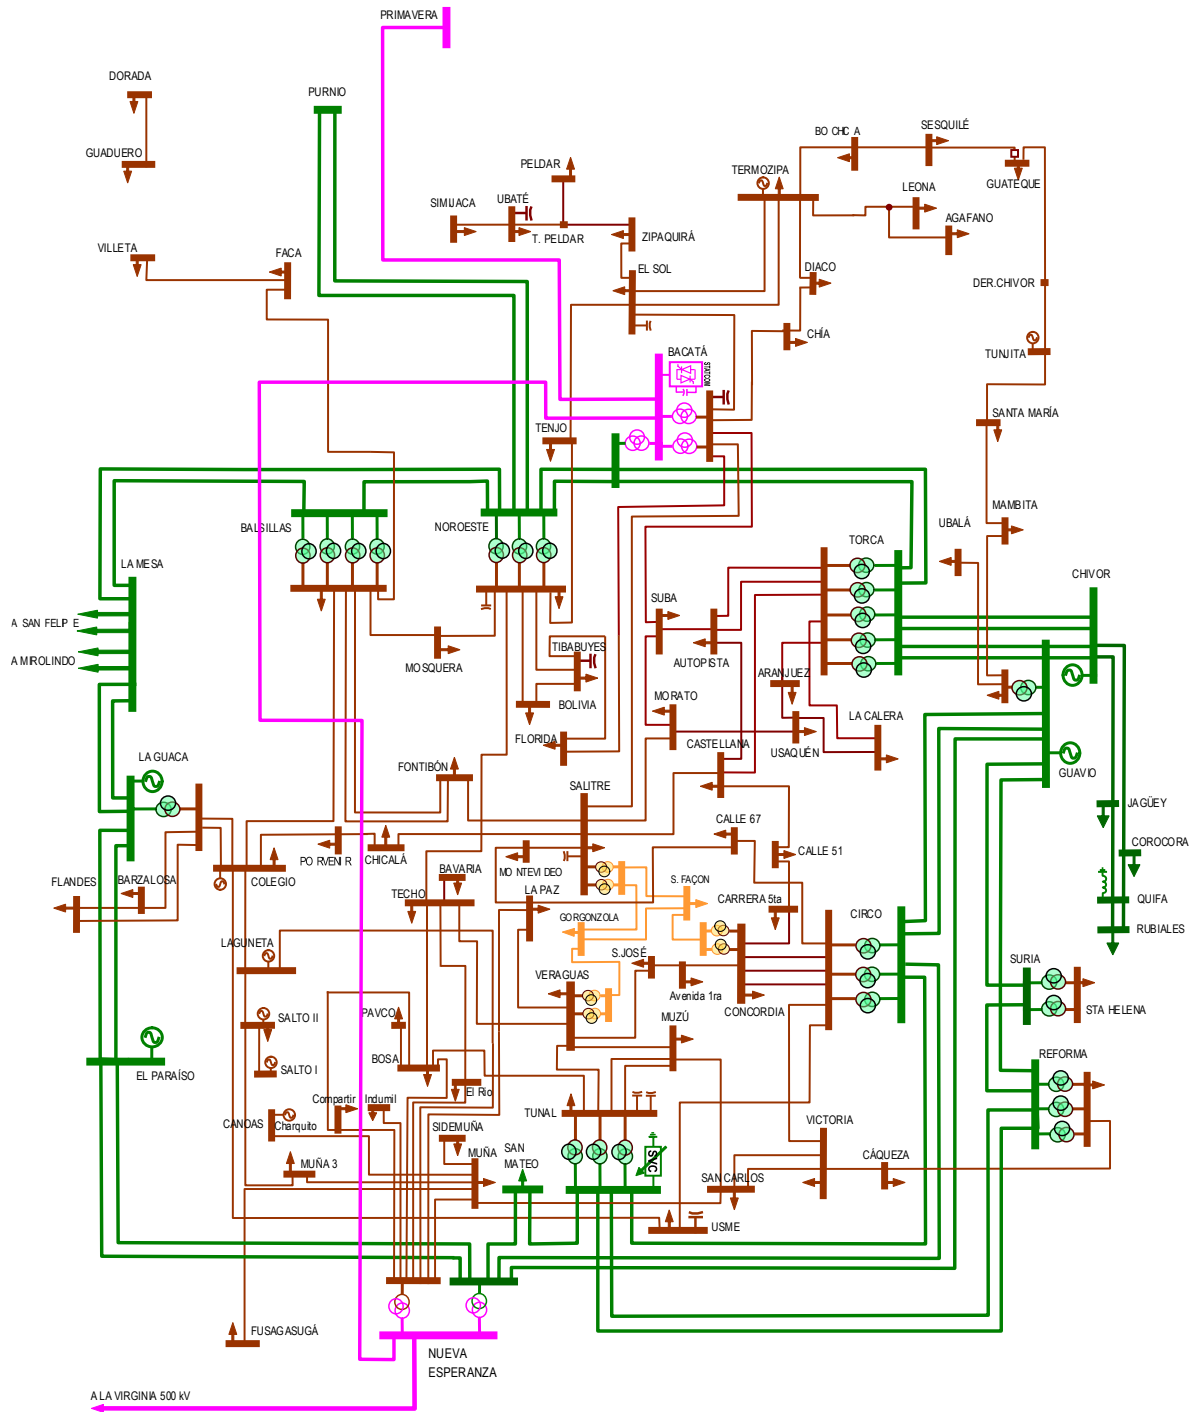 PRIMAVERA
DORADA
PURNIO
GUADUERO
BO CHIC A
SESQUILÉ
PELDAR
TERMOZIPA
GUATEQUE
UBATÉ
LEONA
SIMIJACA
AGAFANO
T. PELDAR
ZIPAQUIRÁ
VILLETA
FACA
EL SOL
DIACO
DER.CHIVOR
CHÍA
TUNJITA
BACATÁ
STATCOM
SANTA MARÍA
TENJO
BALSILLAS
NOROESTE
MAMBITA
UBALÁ
TORCA
LA MESA
CHIVOR
SUBA
A SAN FELIP E
A MIROLINDO
MOSQUERA
TIBABUYES
AUTOPISTA
ARANJUEZ
MORATO
BOLIVIA
LA CALERA
FLORIDA
CASTELLANA
USAQUÉN
LA GUACA
FONTIBÓN
GUAVIO
SALITRE
JAGÜEY
CALLE 67
PO RVENI R
CHICALÁ
CALLE 51
COROCORA
BAVARIA
MO NTEVI DEO
COLEGIO
FLANDES
BARZALOSA
S. FAÇON
LA PAZ
CARRERA 5ta
TECHO
QUIFA
GORGONZOLA
CIRCO
RUBIALES
LAGUNETA
S.JOSÉ
SURIA
VERAGUAS
Avenida 1ra
CONCORDIA
STA HELENA
SALTO II
PAVCO
MUZÚ
BOSA
REFORMA
SALTO I
EL PARAÍSO
El Rio
Compartir
Indumil
CANOAS
Charquito
TUNAL
SIDEMUÑA
VICTORIA
SAN
MATEO
MUÑA
SVC
MUÑA 3
CÁQUEZA
SAN CARLOS
USME
FUSAGASUGÁ
NUEVA
ESPERANZA
A LA VIRGINIA 500 kV